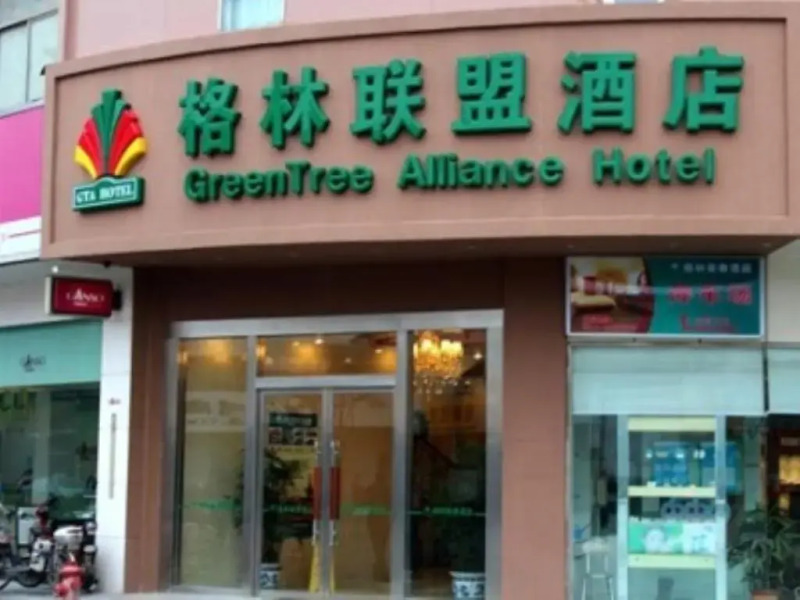 格林联盟酒店
GreenTree Alliance Hotel
GTA HOTEL